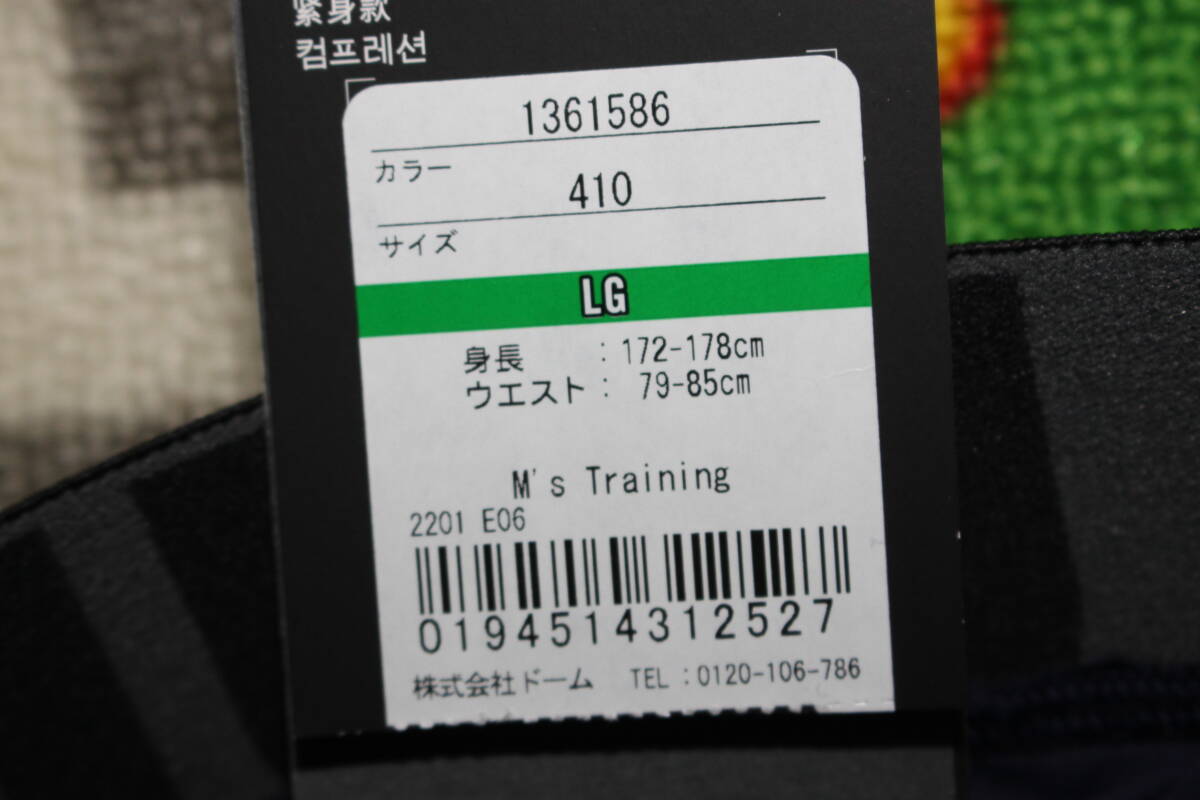 紧身款
컴프레션
1361586
カラー
410
サイズ
LG
身長 : 172-178cm
ウエスト : 79-85cm
M's Training
2201 E06
0194514312527
株式会社ドーム TEL : 0120-106-786